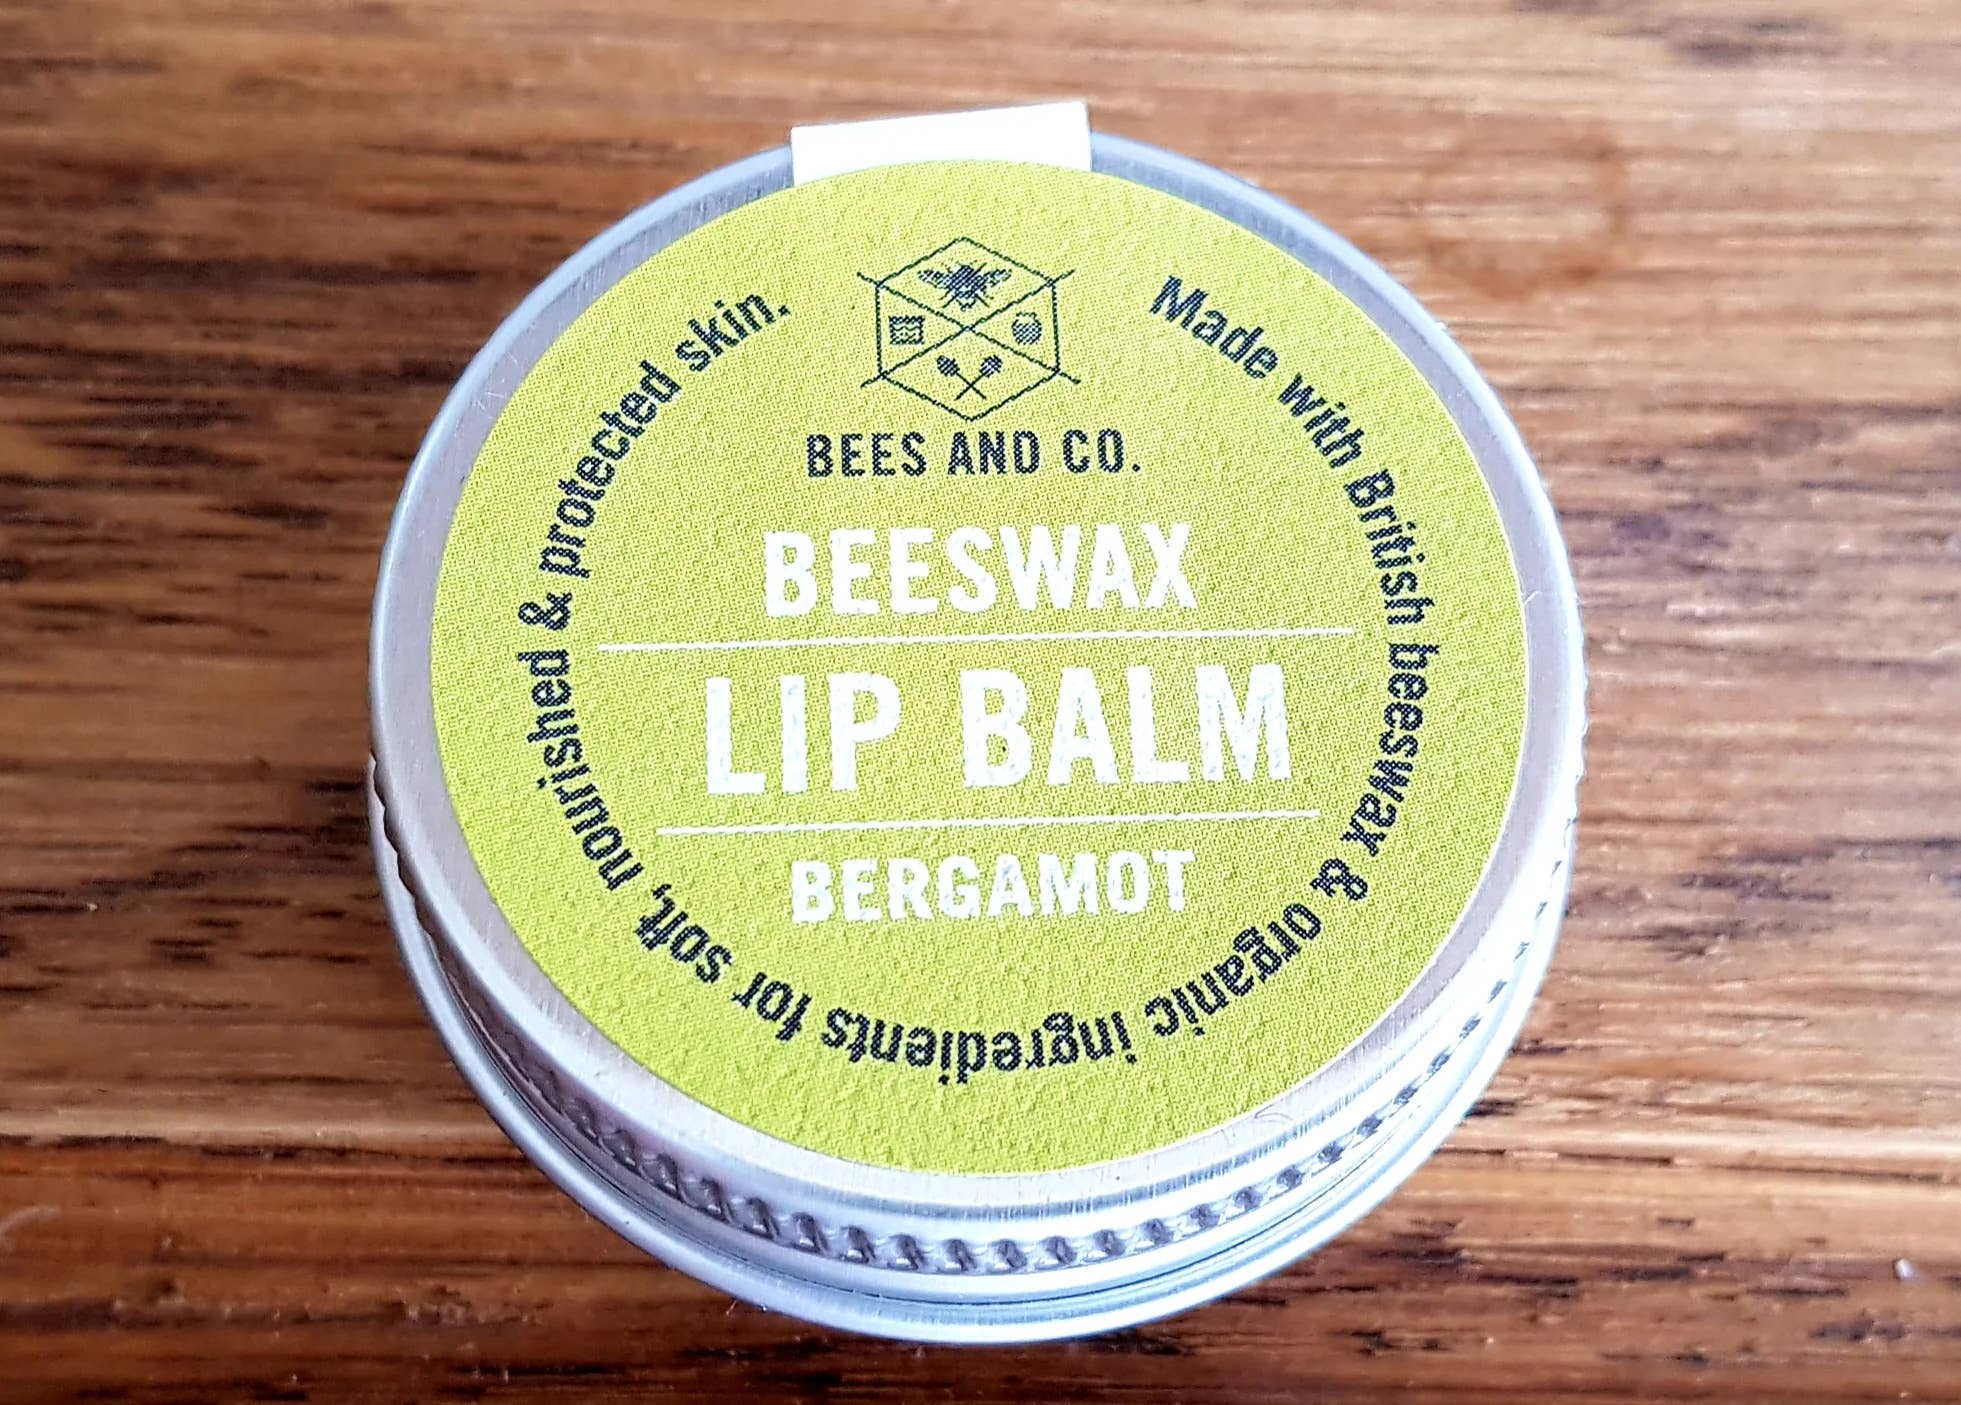 BEES AND CO.
BEESWAX
LIP BALM
BERGAMOT
Made with British beeswax & organic ingredients for soft, nourished & protected skin.